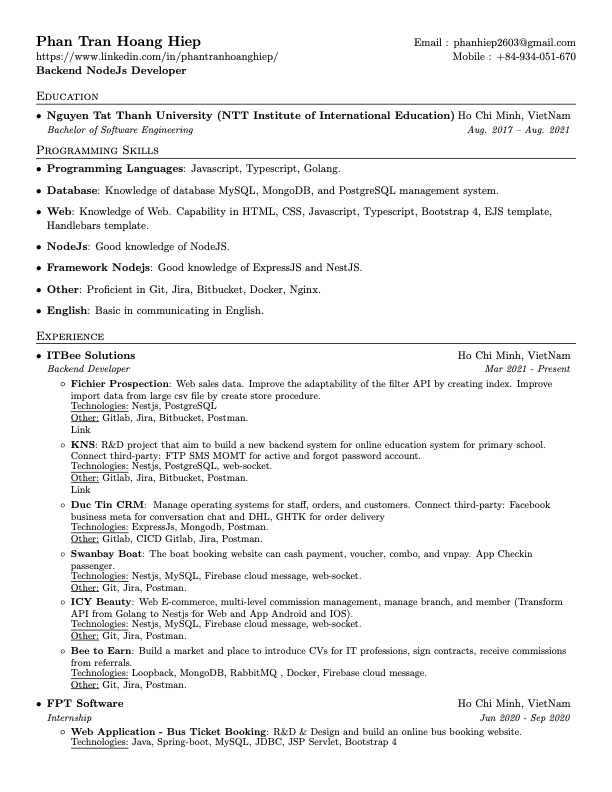 Phan Tran Hoang Hiep
Email : phanhiep2603@gmail.com
https://www.linkedin.com/in/phantranhoanghiep/
Mobile : +84-934-051-670
Backend NodeJs Developer
Education
• Nguyen Tat Thanh University (NTT Institute of International Education) Ho Chi Minh, VietNam
Bachelor of Software Engineering Aug. 2017 – Aug. 2021
Programming Skills
• Programming Languages: Javascript, Typescript, Golang.
• Database: Knowledge of database MySQL, MongoDB, and PostgreSQL management system.
• Web: Knowledge of Web. Capability in HTML, CSS, Javascript, Typescript, Bootstrap 4, EJS template,
Handlebars template.
• NodeJs: Good knowledge of NodeJS.
• Framework Nodejs: Good knowledge of ExpressJS and NestJS.
• Other: Proficient in Git, Jira, Bitbucket, Docker, Nginx.
• English: Basic in communicating in English.
Experience
• ITBee Solutions Ho Chi Minh, VietNam
Backend Developer Mar 2021 - Present
◦ Fichier Prospection: Web sales data. Improve the adaptability of the filter API by creating index. Improve
import data from large csv file by create store procedure.
Technologies: Nestjs, PostgreSQL
Other: Gitlab, Jira, Bitbucket, Postman.
Link
◦ KNS: R&D project that aim to build a new backend system for online education system for primary school.
Connect third-party: FTP SMS MOMT for active and forgot password account.
Technologies: Nestjs, PostgreSQL, web-socket.
Other: Gitlab, Jira, Bitbucket, Postman.
Link
◦ Duc Tin CRM: Manage operating systems for staff, orders, and customers. Connect third-party: Facebook
business meta for conversation chat and DHL, GHTK for order delivery
Technologies: ExpressJs, Mongodb, Postman.
Other: Gitlab, CICD Gitlab, Jira, Postman.
◦ Swanbay Boat: The boat booking website can cash payment, voucher, combo, and vnpay. App Checkin
passenger.
Technologies: Nestjs, MySQL, Firebase cloud message, web-socket.
Other: Git, Jira, Postman.
◦ ICY Beauty: Web E-commerce, multi-level commission management, manage branch, and member (Transform
API from Golang to Nestjs for Web and App Android and IOS).
Technologies: Nestjs, MySQL, Firebase cloud message, web-socket.
Other: Git, Jira, Postman.
◦ Bee to Earn: Build a market and place to introduce CVs for IT professions, sign contracts, receive commissions
from referrals.
Technologies: Loopback, MongoDB, RabbitMQ , Docker, Firebase cloud message.
Other: Git, Jira, Postman.
• FPT Software Ho Chi Minh, VietNam
Internship Jun 2020 - Sep 2020
◦ Web Application - Bus Ticket Booking: R&D & Design and build an online bus booking website.
Technologies: Java, Spring-boot, MySQL, JDBC, JSP Servlet, Bootstrap 4